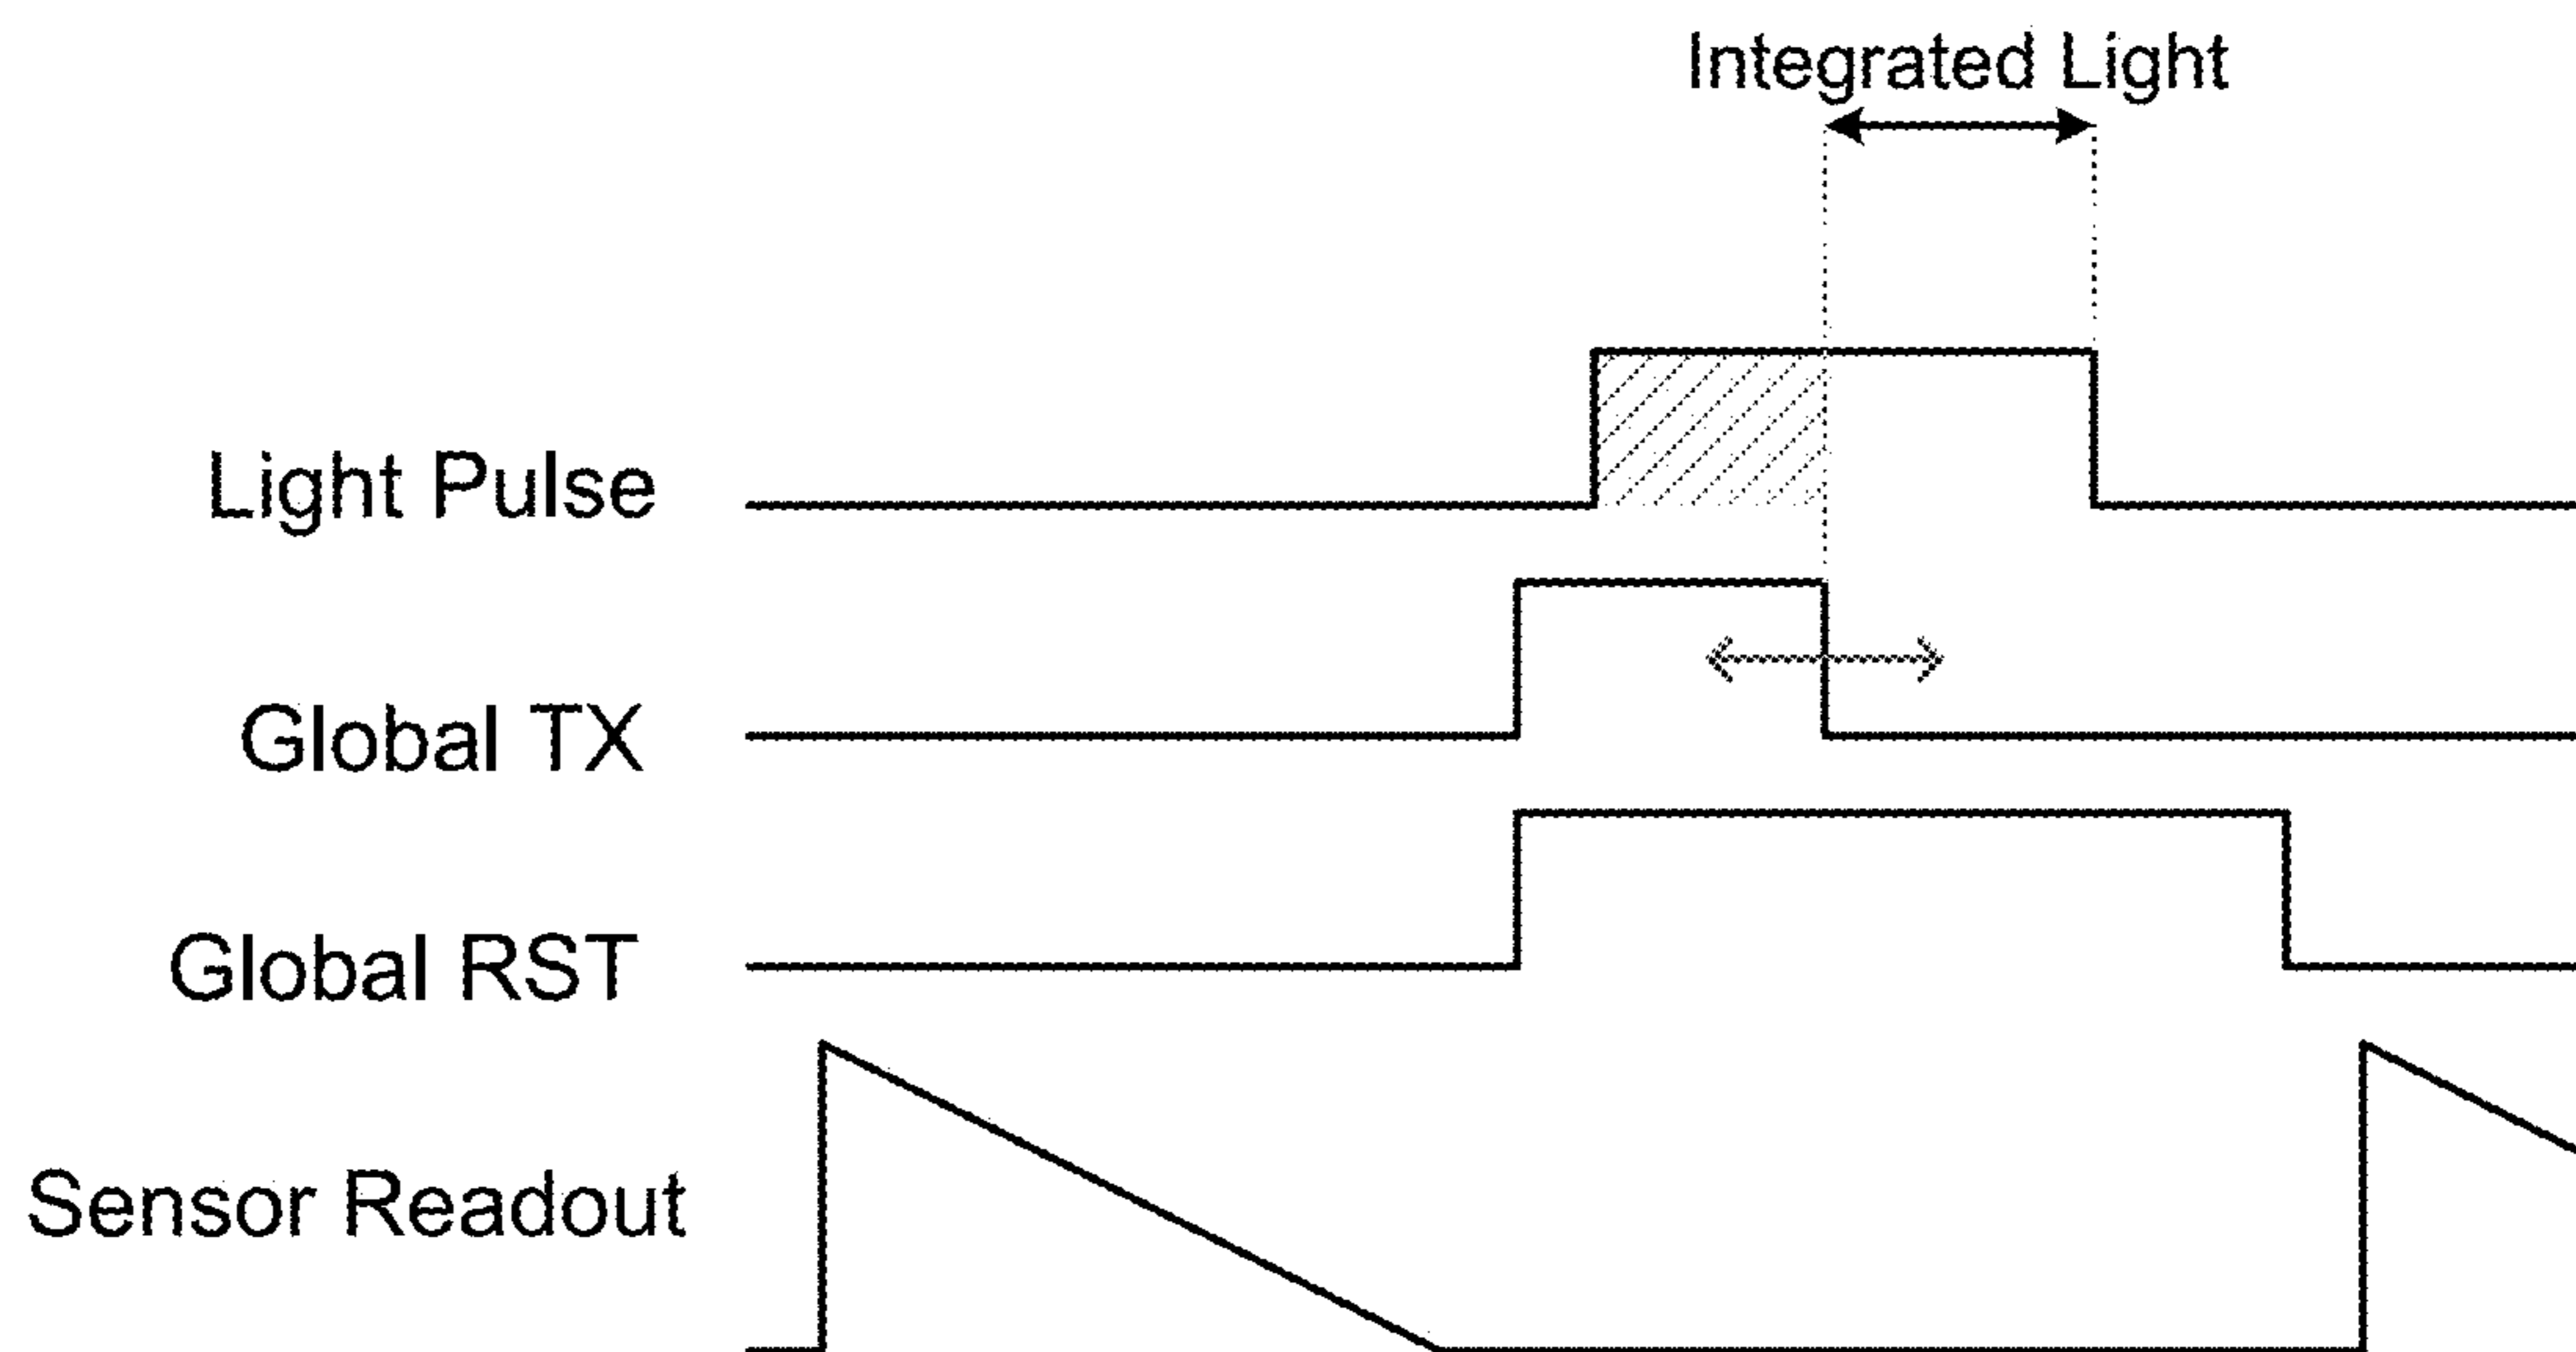 Integrated Light
Light Pulse
Global TX
Global RST
Sensor Readout